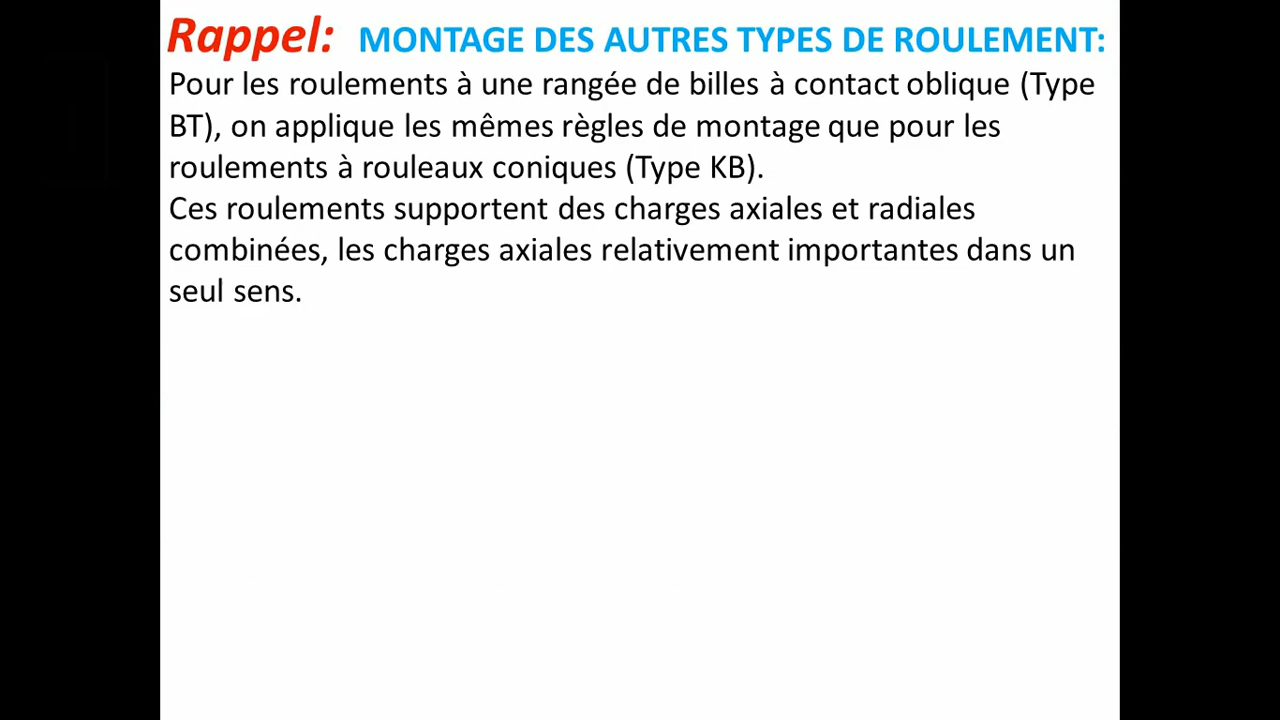 Rappel: MONTAGE DES AUTRES TYPES DE ROULEMENT:
Pour les roulements à une rangée de billes à contact oblique (Type
BT), on applique les mêmes règles de montage que pour les
roulements à rouleaux coniques (Type KB).
Ces roulements supportent des charges axiales et radiales
combinées, les charges axiales relativement importantes dans un
seul sens.